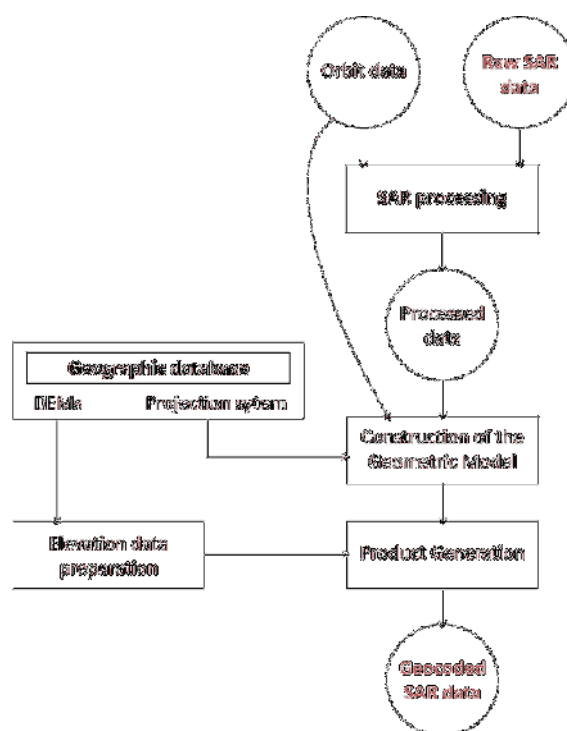 Orbit data
Raw SAR
data
SAR processing
Processed
data
Geographic database
DEMs
Projection system
Construction of the
Geometric Model
Elevation data
preparation
Product Generation
Geocoded
SAR data